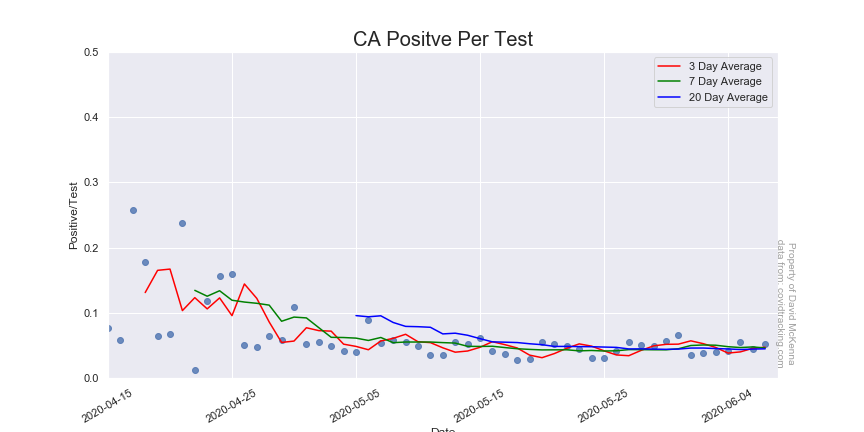 CA Positve Per Test
0.5
0.4
0.3
0.2
0.1
0.0
Positive/Test
3 Day Average
7 Day Average
20 Day Average
2020-04-15
2020-04-25
2020-05-05
2020-05-15
2020-05-25
2020-06-04
Date
Property of David McKenna
data from: covdtracking.com